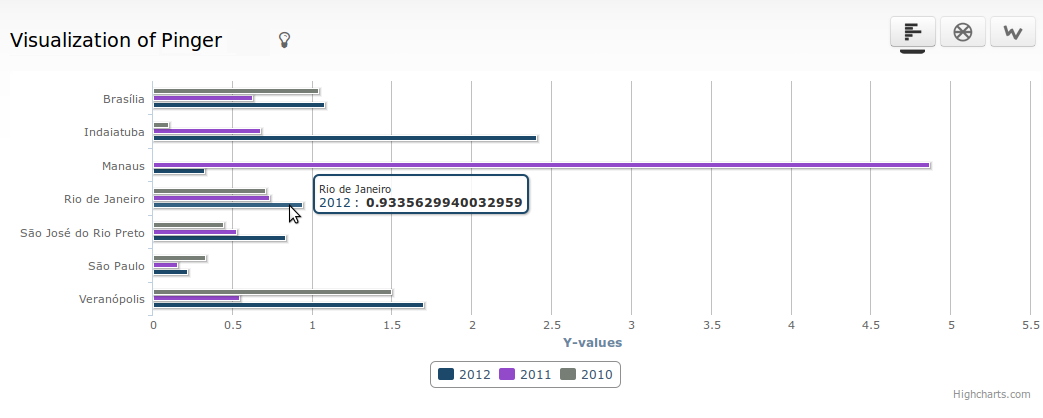 Visualization of Pinger
Brasília
Indaiatuba
Manaus
Rio de Janeiro
São José do Rio Preto
São Paulo
Veranópolis
Rio de Janeiro
2012 : 0.9335629940032959
0 0.5 1 1.5 2 2.5 3 3.5 4 4.5 5 5.5
Y-values
2012 2011 2010
Highcharts.com